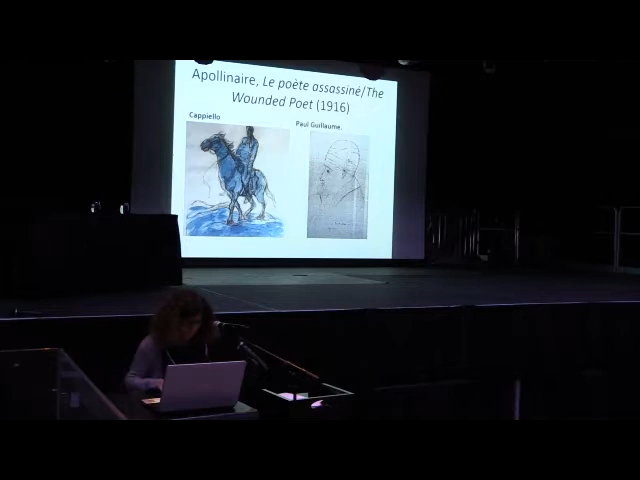 Apollinaire, Le poète assassiné/The
Wounded Poet (1916)
Cappiello
Paul Guillaume,